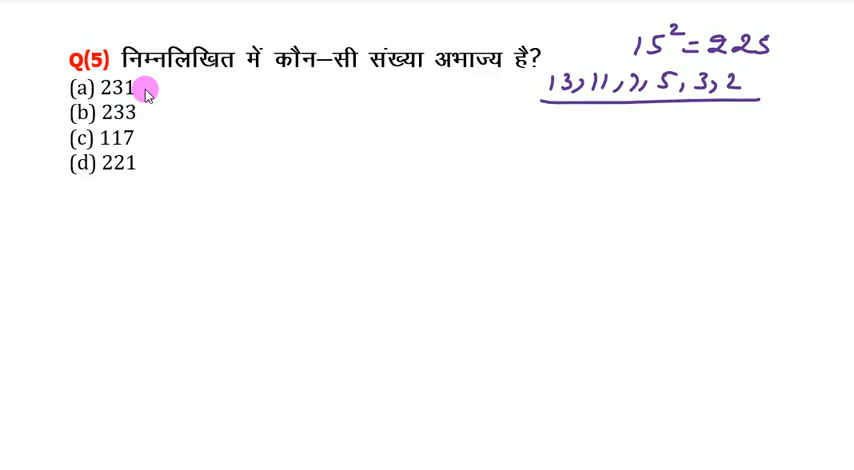 Q(5) निम्नलिखित में कौन–सी संख्या अभाज्य है?
15² = 225
13, 11, 7, 5, 3, 2
(a) 231
(b) 233
(c) 117
(d) 221